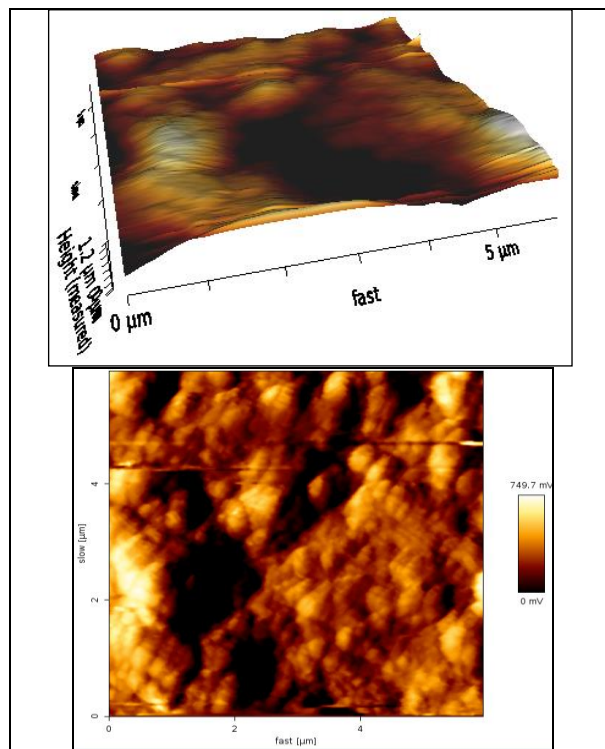 1.2 µm
Height (measured)
0 µm
fast
5 µm
749.7 mV
0 mV
4
2
0
slow [µm]
0
2
4
fast [µm]